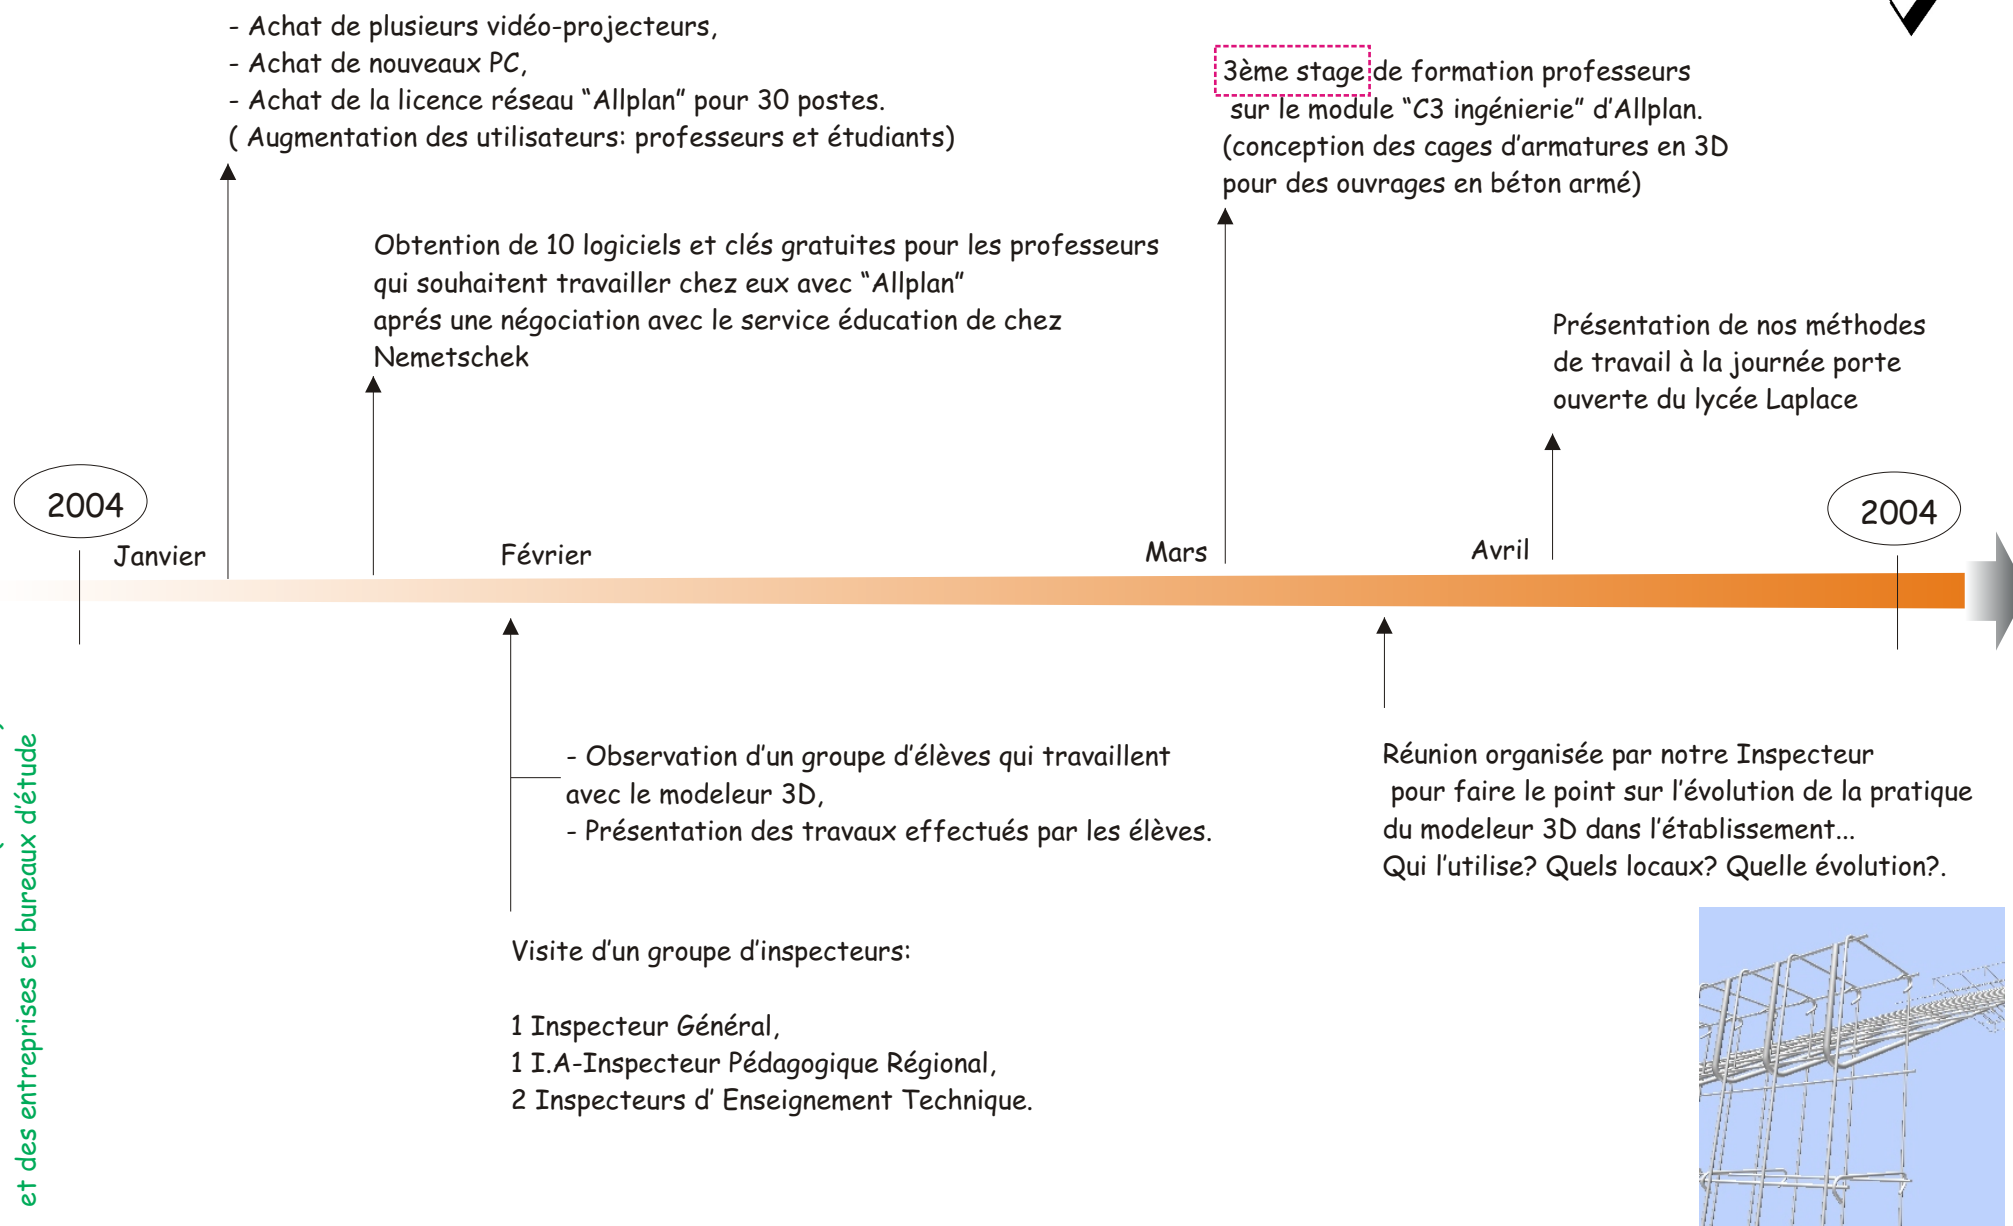 - Achat de plusieurs vidéo-projecteurs,
- Achat de nouveaux PC,
- Achat de la licence réseau “Allplan” pour 30 postes.
( Augmentation des utilisateurs: professeurs et étudiants)
3ème stage de formation professeurs
sur le module “C3 ingénierie” d’Allplan.
(conception des cages d’armatures en 3D
pour des ouvrages en béton armé)
Obtention de 10 logiciels et clés gratuites pour les professeurs
qui souhaitent travailler chez eux avec “Allplan”
aprés une négociation avec le service éducation de chez
Nemetschek
Présentation de nos méthodes
de travail à la journée porte
ouverte du lycée Laplace
2004
2004
Janvier
Février
Mars
Avril
- Observation d’un groupe d’élèves qui travaillent
avec le modeleur 3D,
- Présentation des travaux effectués par les élèves.
Réunion organisée par notre Inspecteur
pour faire le point sur l’évolution de la pratique
du modeleur 3D dans l’établissement...
Qui l’utilise? Quels locaux? Quelle évolution?.
Visite d’un groupe d’inspecteurs:
1 Inspecteur Général,
1 I.A-Inspecteur Pédagogique Régional,
2 Inspecteurs d’ Enseignement Technique.
et des entreprises et bureaux d’étude